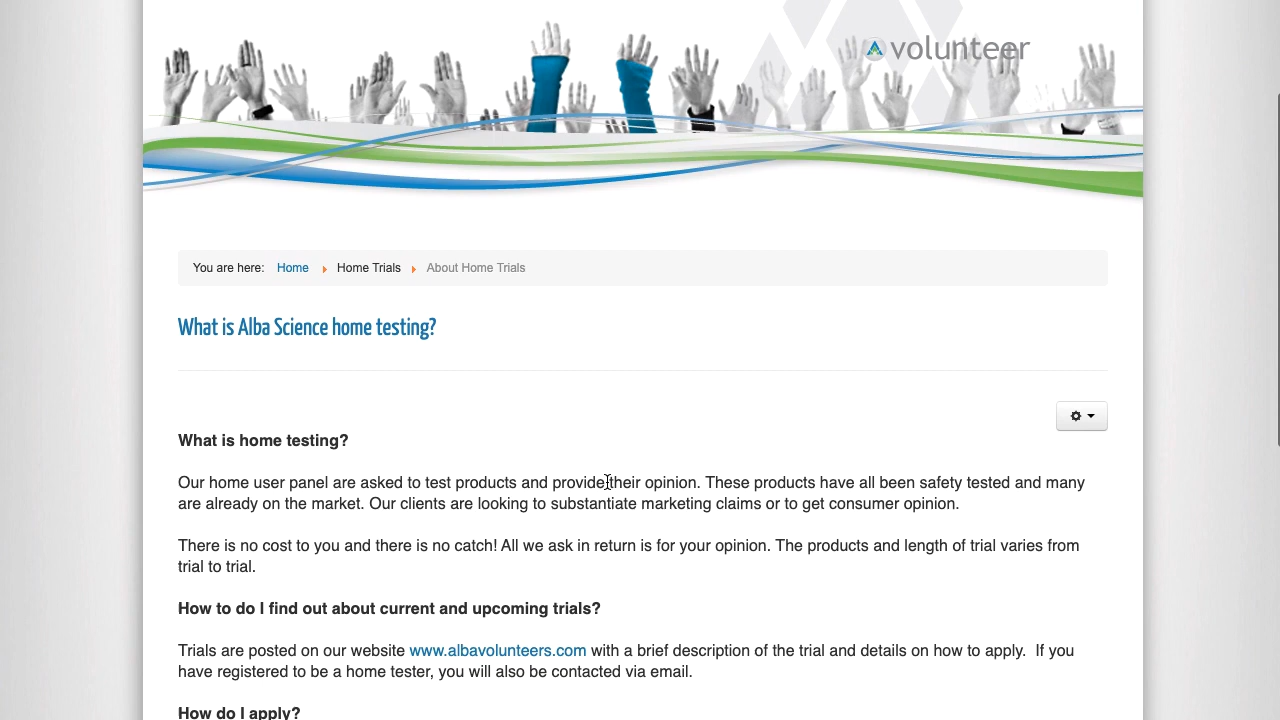 volunteer
You are here: Home Home Trials About Home Trials
What is Alba Science home testing?
What is home testing?
Our home user panel are asked to test products and provide their opinion. These products have all been safety tested and many
are already on the market. Our clients are looking to substantiate marketing claims or to get consumer opinion.
There is no cost to you and there is no catch! All we ask in return is for your opinion. The products and length of trial varies from
trial to trial.
How to do I find out about current and upcoming trials?
Trials are posted on our website www.albavolunteers.com with a brief description of the trial and details on how to apply.  If you
have registered to be a home tester, you will also be contacted via email.
How do I apply?